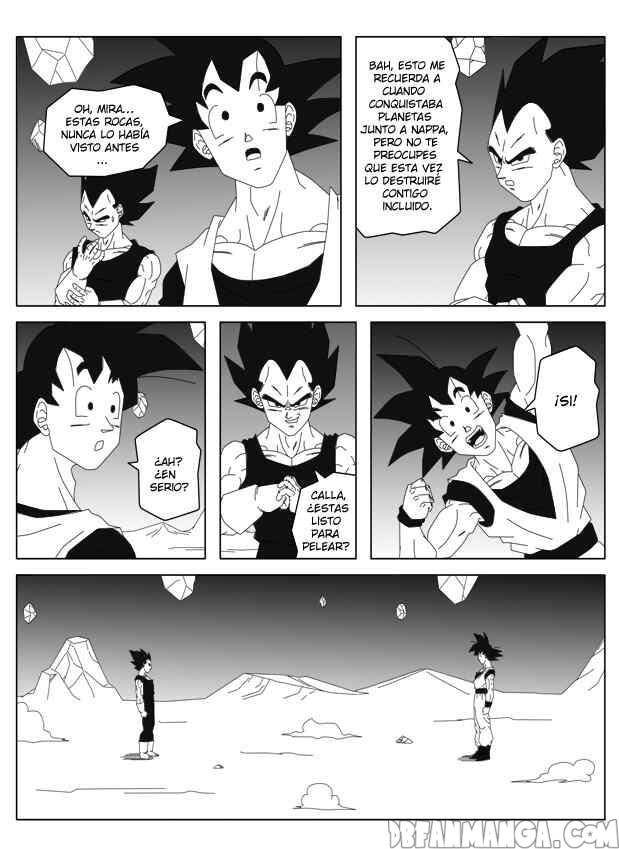 OH, MIRA...
ESTAS ROCAS,
NUNCA LO HABÍA
VISTO ANTES
...
BAH, ESTO ME
RECUERDA A
CUANDO
CONQUISTABA
PLANETAS
JUNTO A NAPPA,
PERO NO TE
PREOCUPES
QUE ESTA VEZ
LO DESTRUIRÉ
CONTIGO
INCLUIDO.
¿AH?
¿EN
SERIO?
CALLA,
¿ESTAS
LISTO
PARA
PELEAR?
¡SI!
DBFANMANGA.COM